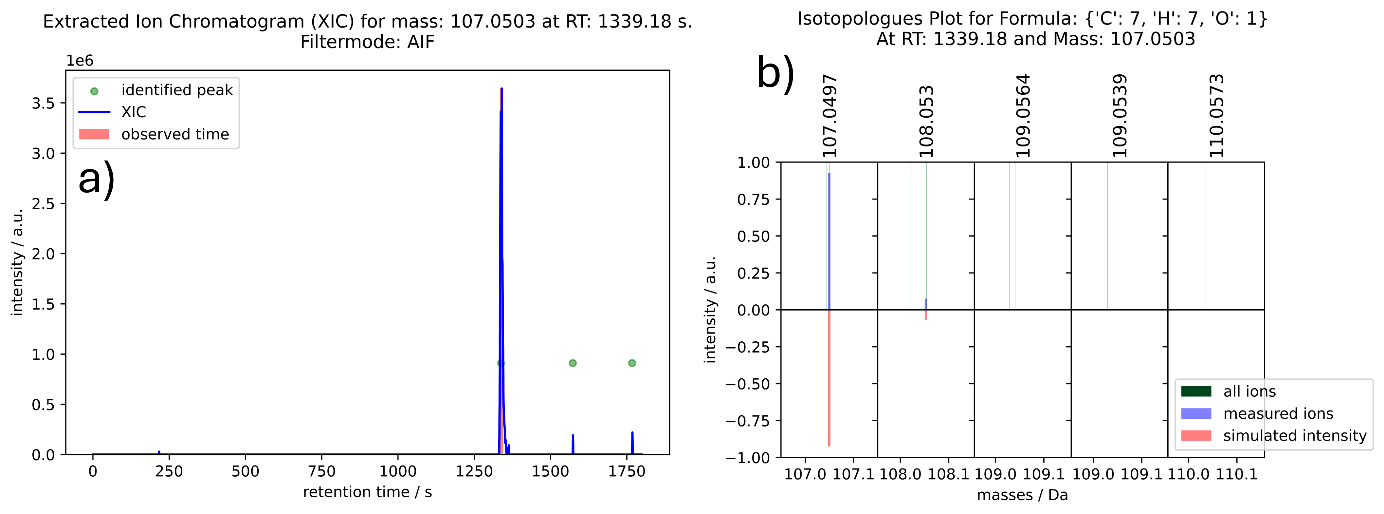 Extracted Ion Chromatogram (XIC) for mass: 107.0503 at RT: 1339.18 s.
Filtermode: AIF
1e6
identified peak
XIC
observed time
a)
3.5
3.0
2.5
2.0
1.5
1.0
0.5
0.0
intensity / a.u.
0 250 500 750 1000 1250 1500 1750
retention time / s
Isotopologues Plot for Formula: {'C': 7, 'H': 7, 'O': 1}
At RT: 1339.18 and Mass: 107.0503
b)
107.0497
108.053
109.0564
109.0539
110.0573
1.00
0.75
0.50
0.25
0.00
−0.25
−0.50
−0.75
−1.00
intensity / a.u.
all ions
measured ions
simulated intensity
107.0 107.1 108.0 108.1 109.0 109.1 109.0 109.1 110.0 110.1
masses / Da